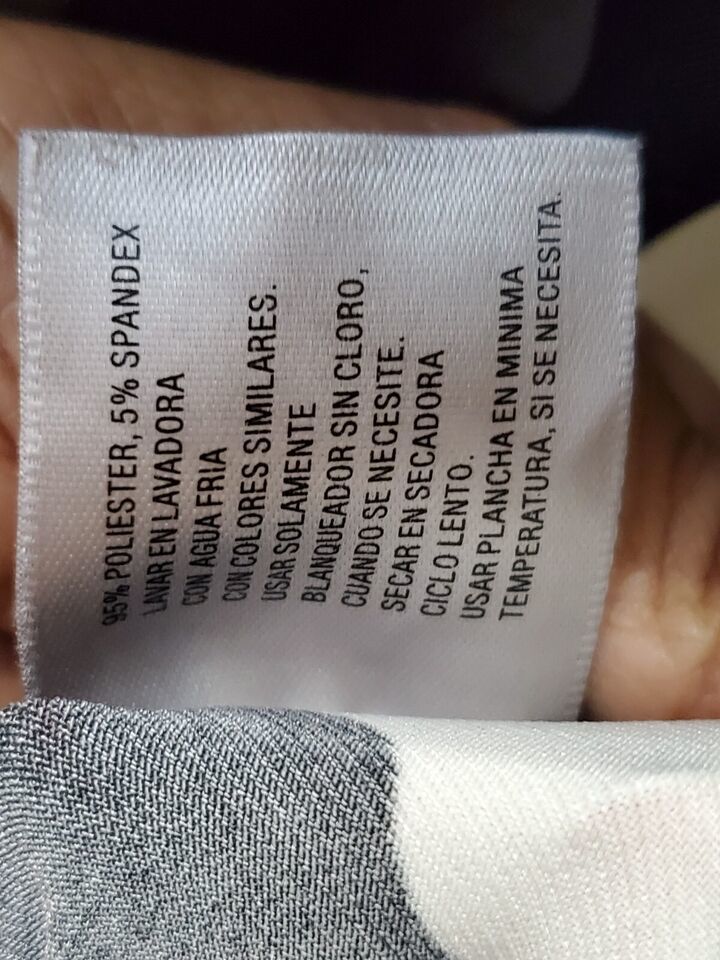 95% POLIESTER, 5% SPANDEX
LAVAR EN LAVADORA
CON AGUA FRIA
CON COLORES SIMILARES.
USAR SOLAMENTE
BLANQUEADOR SIN CLORO,
CUANDO SE NECESITE.
SECAR EN SECADORA
CICLO LENTO.
USAR PLANCHA EN MINIMA
TEMPERATURA, SI SE NECESITA.